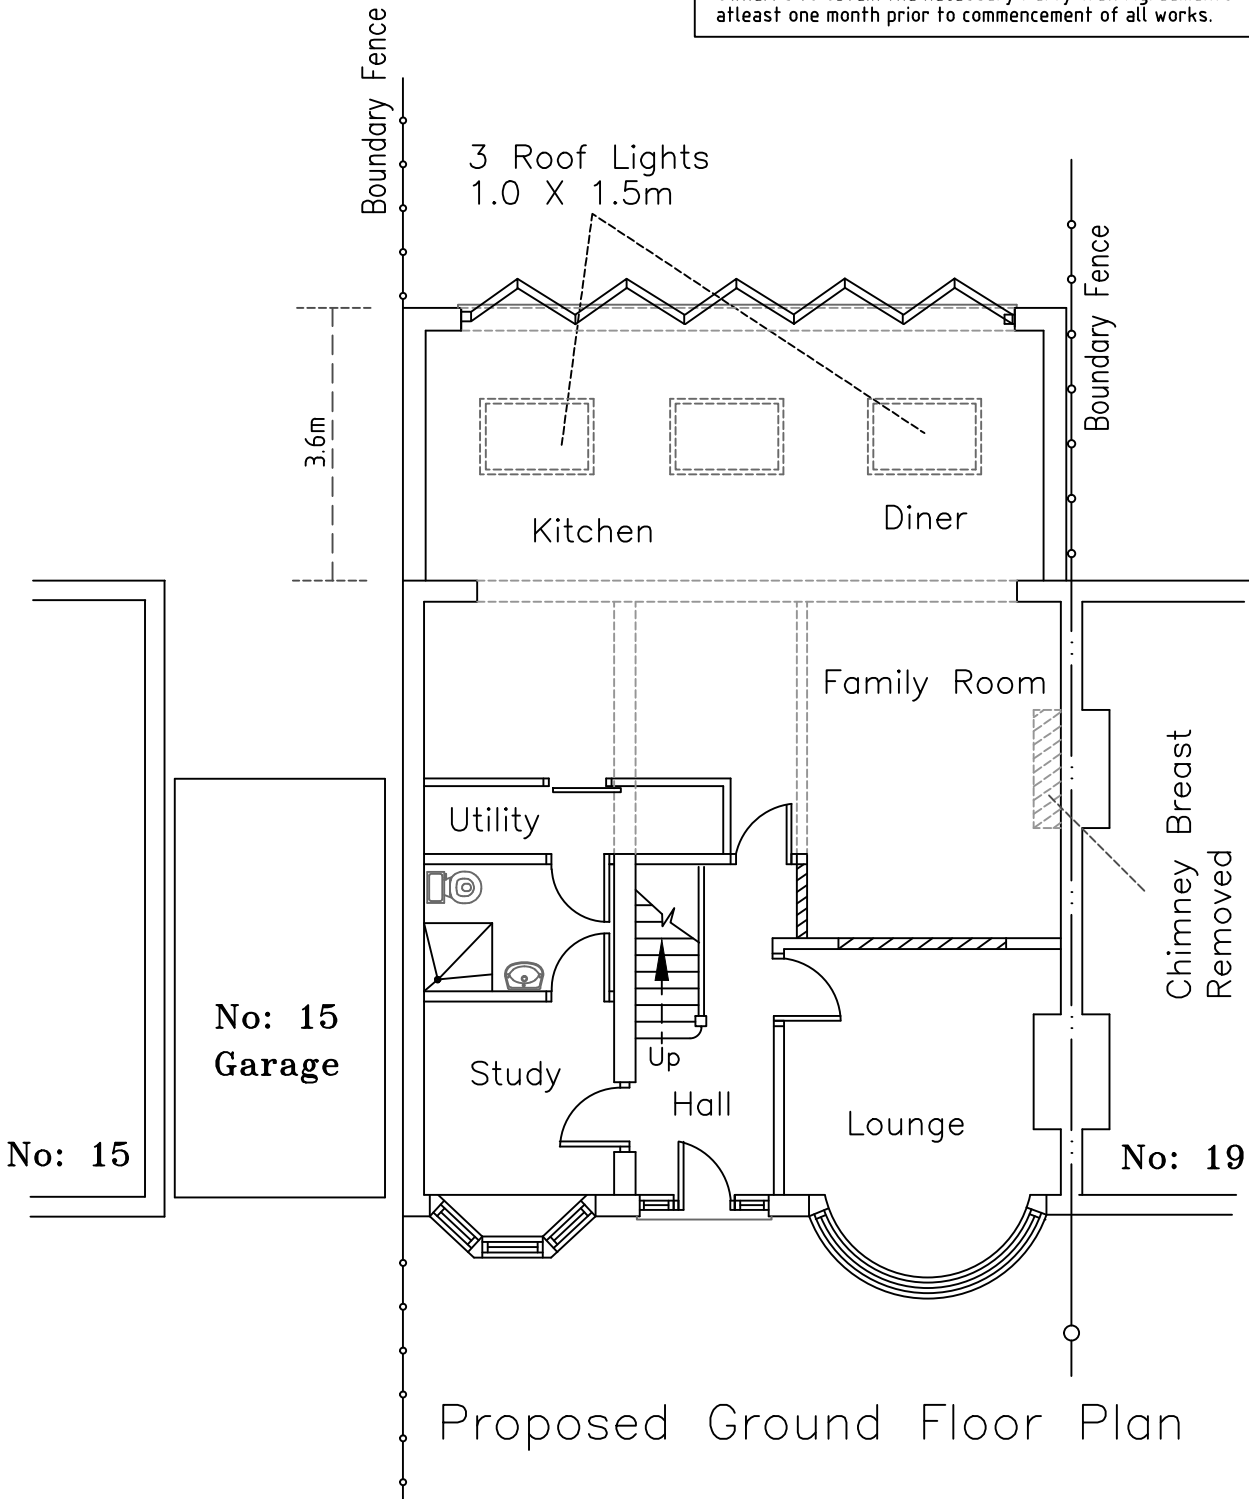 atleast one month prior to commencement of all works.
Boundary Fence
3 Roof Lights
1.0 X 1.5m
Boundary Fence
3.6m
Kitchen
Diner
Family Room
Utility
Chimney Breast
Removed
No: 15
Garage
Study
Up
Hall
Lounge
No: 15
No: 19
Proposed Ground Floor Plan